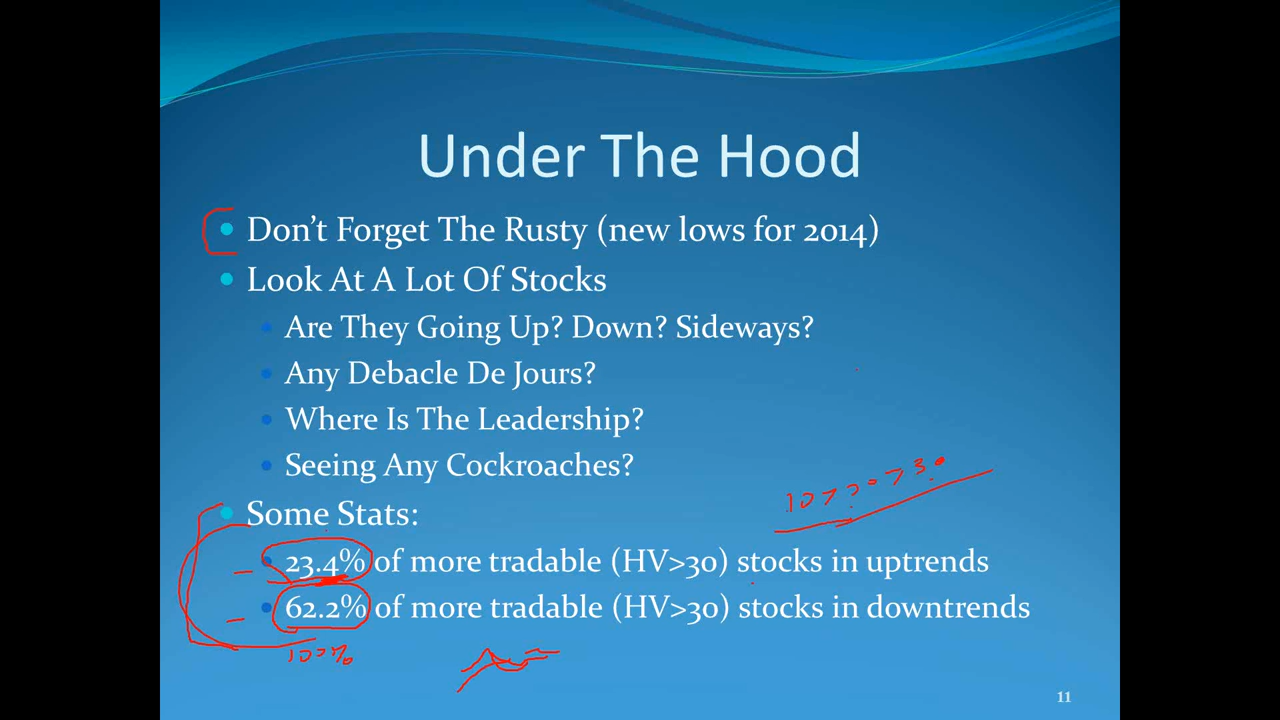 Under The Hood
• Don't Forget The Rusty (new lows for 2014)
• Look At A Lot Of Stocks
• Are They Going Up? Down? Sideways?
• Any Debacle De Jours?
• Where Is The Leadership?
• Seeing Any Cockroaches?
10>20>30
• Some Stats:
• 23.4% of more tradable (HV>30) stocks in uptrends
• 62.2% of more tradable (HV>30) stocks in downtrends
100%
11